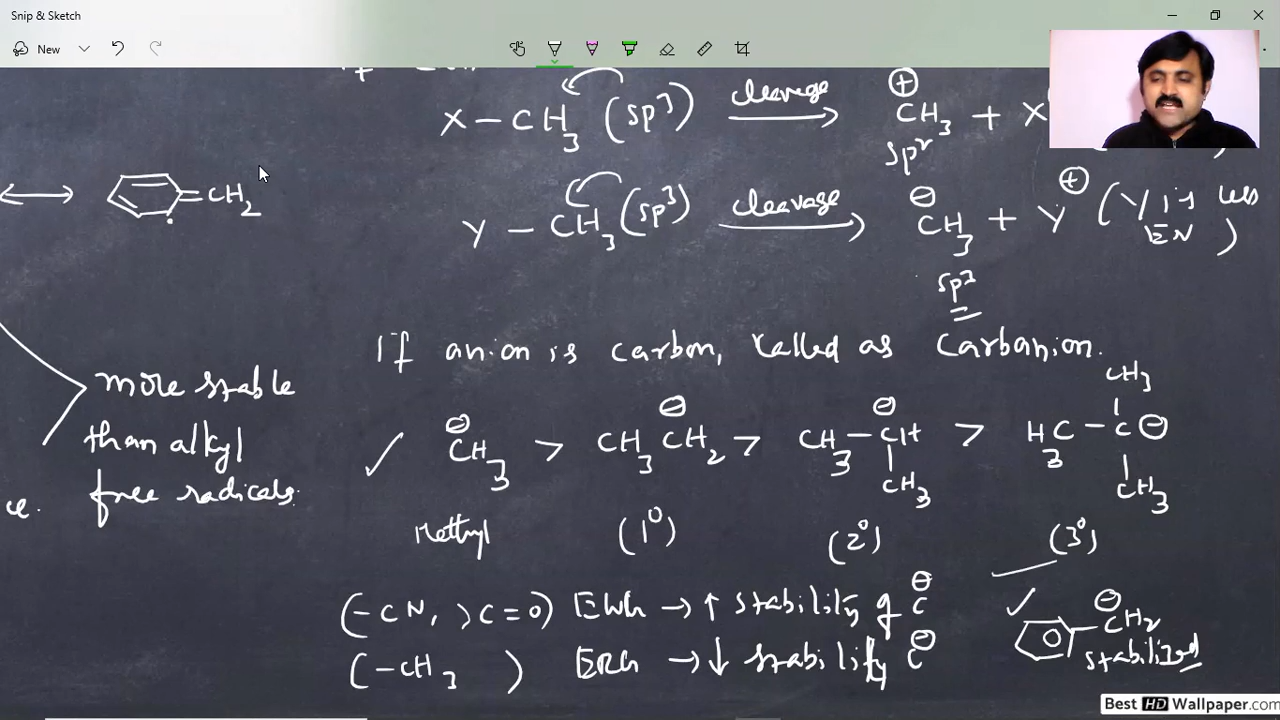 Snip & Sketch
New
X – CH3 (sp3) cleavage ⊕CH3 + X
sp2
↔ =CH2
Y – CH3 (sp3) cleavage ⊖CH3 + Y⊕ (Y is less EN)
sp3
If anion is carbon, called as carbanion.
more stable
than alkyl
free radicals.
⊖CH3 > CH3 ⊖CH2 > CH3 – ⊖CH – CH3 > H3C – C⊖ CH3 CH3
Methyl (1°) (2°) (3°)
(–CN, >C=O) EWG → ↑ stability of C⊖
(–CH3 ) ERG → ↓ stability C⊖
⊖CH2
stabilized
Best HD Wallpaper.com